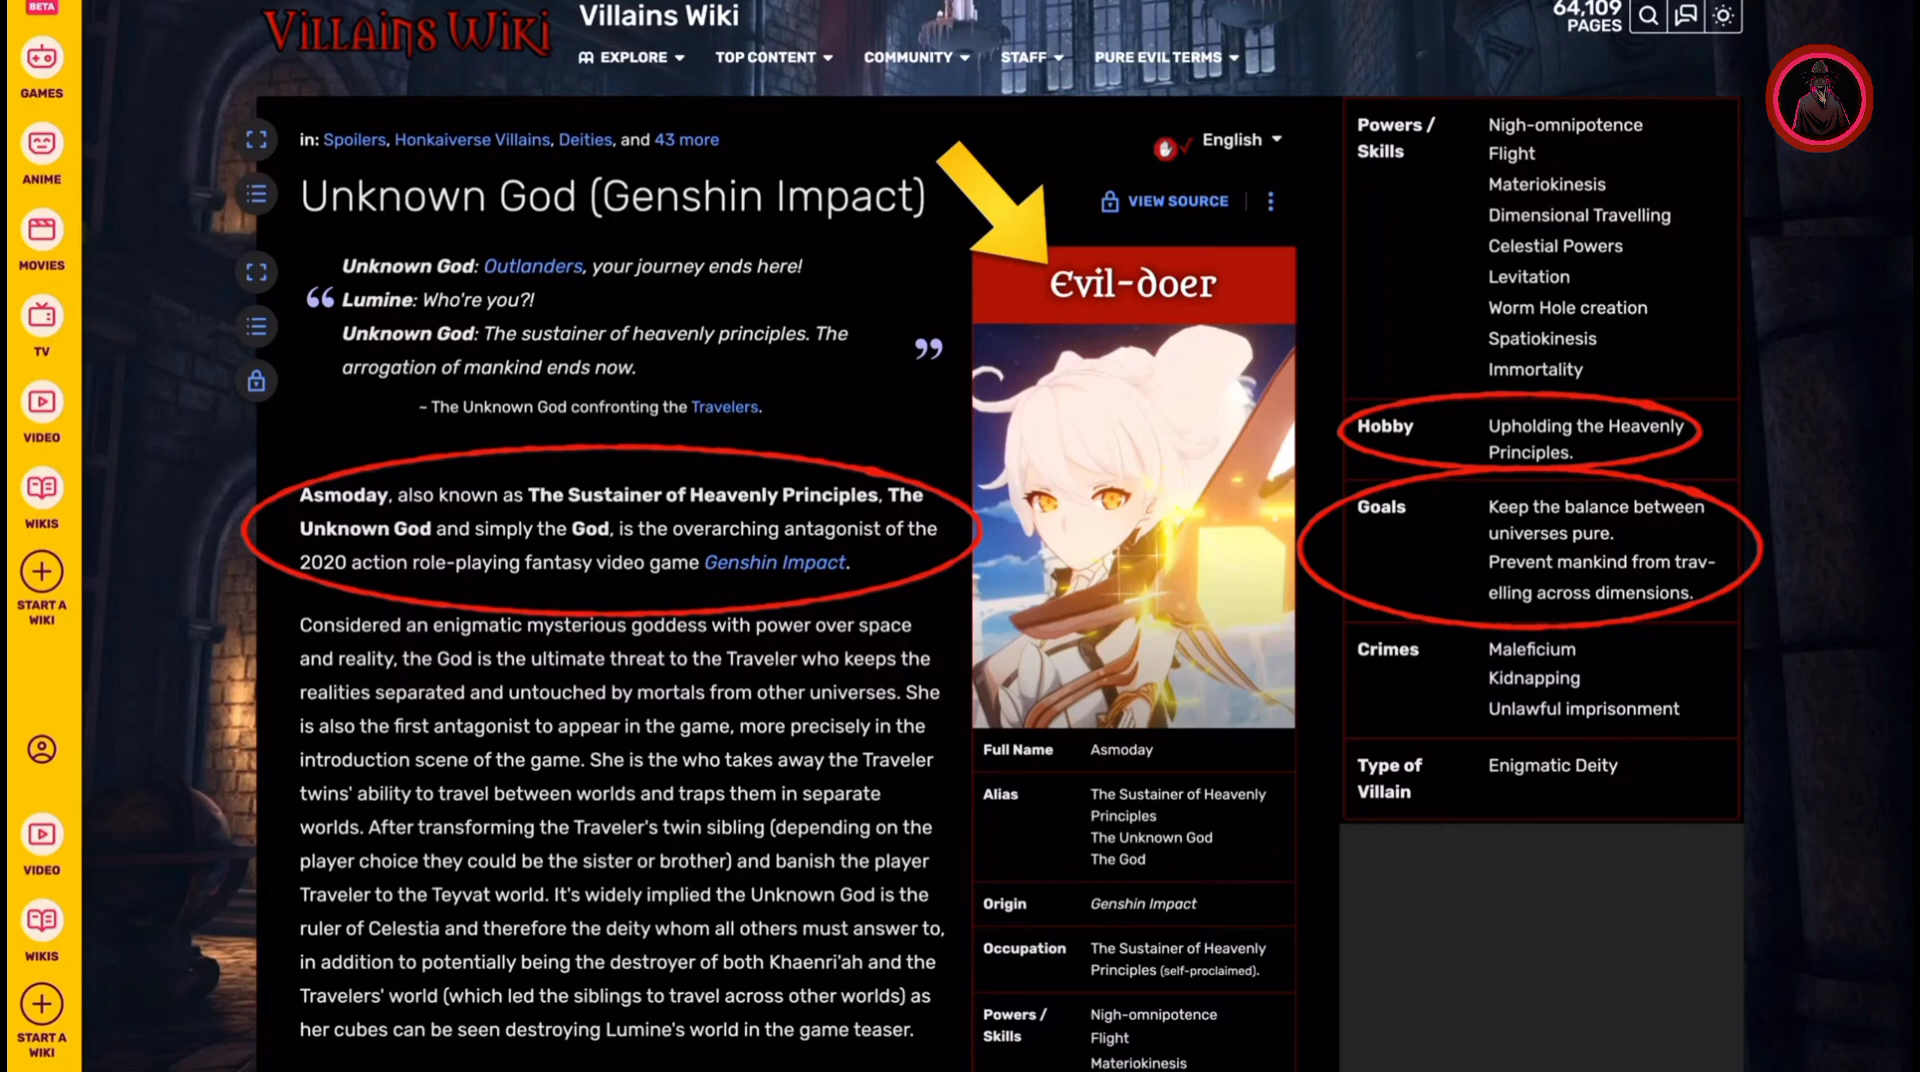 BETA
GAMES
ANIME
MOVIES
TV
VIDEO
WIKIS
START A
WIKI
VIDEO
WIKIS
START A
WIKI
VILLAINS WIKI
Villains Wiki
EXPLORE
TOP CONTENT
COMMUNITY
STAFF
PURE EVIL TERMS
64,109
PAGES
in: Spoilers, Honkaiverse Villains, Deities, and 43 more
English
Unknown God (Genshin Impact)
VIEW SOURCE
Unknown God: Outlanders, your journey ends here!
“ Lumine: Who're you?!
Unknown God: The sustainer of heavenly principles. The
arrogation of mankind ends now. ”
~ The Unknown God confronting the Travelers.
Asmoday, also known as The Sustainer of Heavenly Principles, The
Unknown God and simply the God, is the overarching antagonist of the
2020 action role-playing fantasy video game Genshin Impact.
Considered an enigmatic mysterious goddess with power over space
and reality, the God is the ultimate threat to the Traveler who keeps the
realities separated and untouched by mortals from other universes. She
is also the first antagonist to appear in the game, more precisely in the
introduction scene of the game. She is the who takes away the Traveler
twins' ability to travel between worlds and traps them in separate
worlds. After transforming the Traveler's twin sibling (depending on the
player choice they could be the sister or brother) and banish the player
Traveler to the Teyvat world. It's widely implied the Unknown God is the
ruler of Celestia and therefore the deity whom all others must answer to,
in addition to potentially being the destroyer of both Khaenri'ah and the
Travelers' world (which led the siblings to travel across other worlds) as
her cubes can be seen destroying Lumine's world in the game teaser.
Evil-doer
Full Name Asmoday
Alias The Sustainer of Heavenly
Principles
The Unknown God
The God
Origin Genshin Impact
Occupation The Sustainer of Heavenly
Principles (self-proclaimed).
Powers / Nigh-omnipotence
Skills Flight
Materiokinesis
Powers / Nigh-omnipotence
Skills Flight
Materiokinesis
Dimensional Travelling
Celestial Powers
Levitation
Worm Hole creation
Spatiokinesis
Immortality
Hobby Upholding the Heavenly
Principles.
Goals Keep the balance between
universes pure.
Prevent mankind from trav-
elling across dimensions.
Crimes Maleficium
Kidnapping
Unlawful imprisonment
Type of Enigmatic Deity
Villain